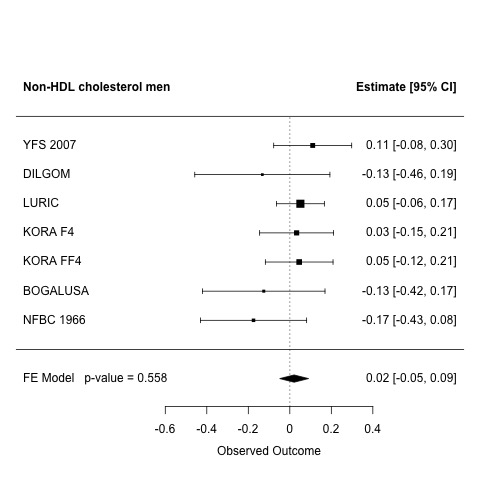 Non-HDL cholesterol men Estimate [95% CI]
YFS 2007 0.11 [-0.08, 0.30]
DILGOM -0.13 [-0.46, 0.19]
LURIC 0.05 [-0.06, 0.17]
KORA F4 0.03 [-0.15, 0.21]
KORA FF4 0.05 [-0.12, 0.21]
BOGALUSA -0.13 [-0.42, 0.17]
NFBC 1966 -0.17 [-0.43, 0.08]
FE Model p-value = 0.558 0.02 [-0.05, 0.09]
-0.6 -0.4 -0.2 0 0.2 0.4
Observed Outcome